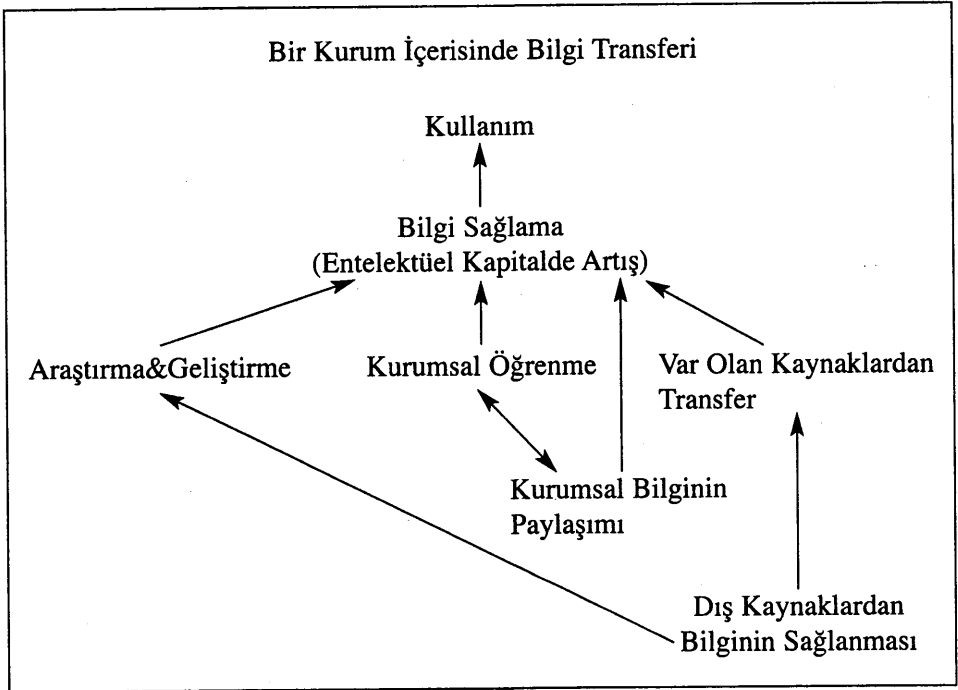 Bir Kurum İçerisinde Bilgi Transferi
Kullanım
Bilgi Sağlama
(Entelektüel Kapitalde Artış)
Araştırma&Geliştirme
Kurumsal Öğrenme
Var Olan Kaynaklardan
Transfer
Kurumsal Bilginin
Paylaşımı
Dış Kaynaklardan
Bilginin Sağlanması